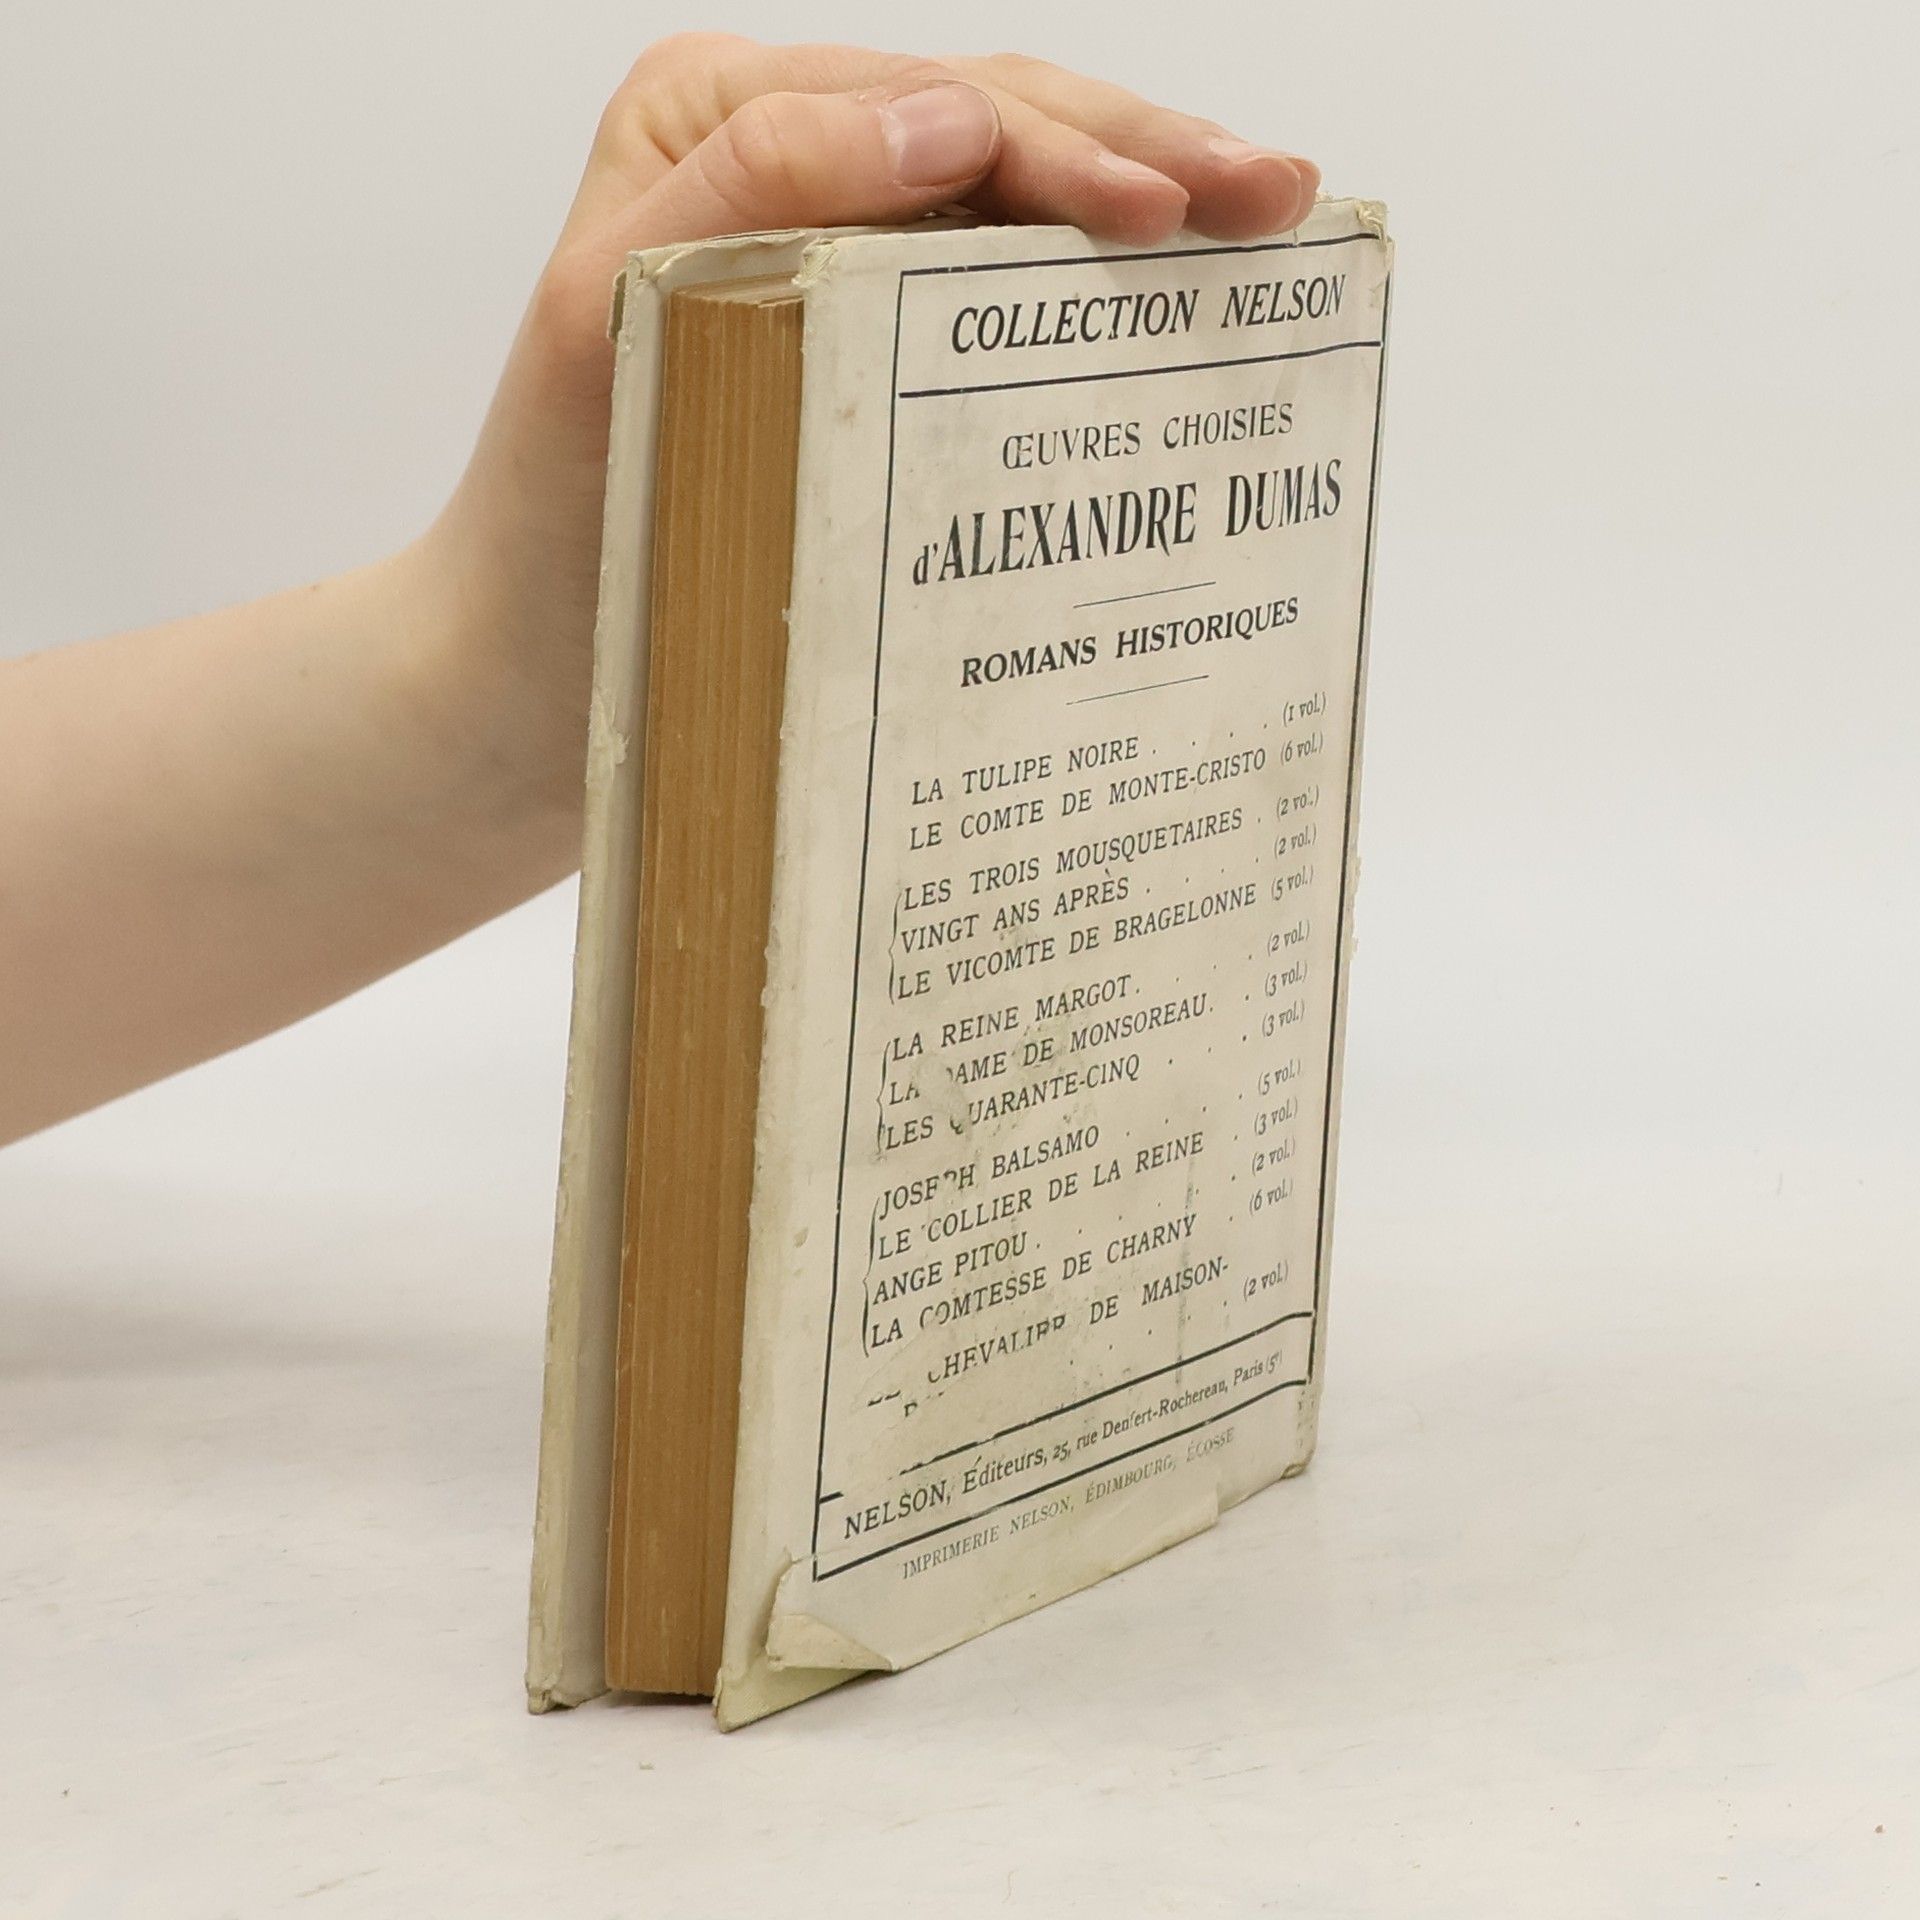 COLLECTION NELSON
ŒUVRES CHOISIES
d'ALEXANDRE DUMAS
ROMANS HISTORIQUES
LA TULIPE NOIRE . . . . (1 vol.)
LE COMTE DE MONTE-CRISTO (6 vol.)
LES TROIS MOUSQUETAIRES . (2 vol.)
VINGT ANS APRÈS . . . . (2 vol.)
LE VICOMTE DE BRAGELONNE (5 vol.)
LA REINE MARGOT. . . . (2 vol.)
LA DAME DE MONSOREAU. . (3 vol.)
LES QUARANTE-CINQ . . . (3 vol.)
JOSEPH BALSAMO . . . . (5 vol.)
LE COLLIER DE LA REINE . (3 vol.)
ANGE PITOU . . . . . . (2 vol.)
LA COMTESSE DE CHARNY . (6 vol.)
CHEVALIER DE MAISON-
. . . . (2 vol.)
NELSON, Éditeurs, 25, rue Denfert-Rochereau, Paris (5e)
IMPRIMERIE NELSON, ÉDIMBOURG, ÉCOSSE